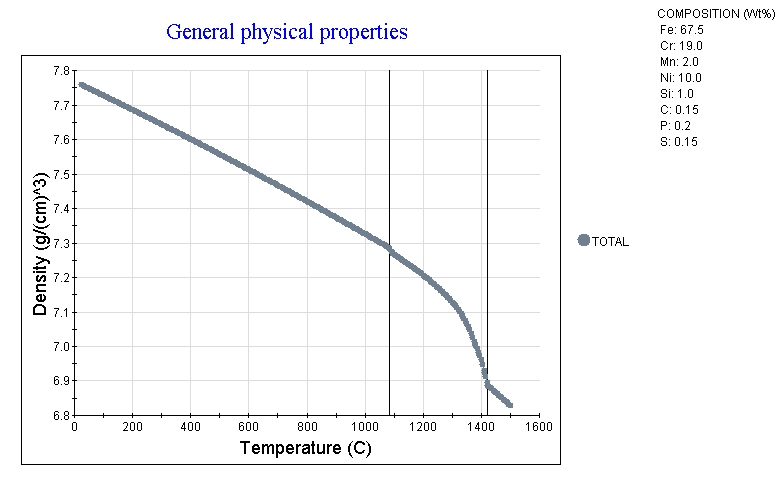 General physical properties
COMPOSITION (Wt%)
Fe: 67.5
Cr: 19.0
Mn: 2.0
Ni: 10.0
Si: 1.0
C: 0.15
P: 0.2
S: 0.15
7.8
7.7
7.6
7.5
7.4
7.3
7.2
7.1
7.0
6.9
6.8
Density (g/(cm)^3)
0 200 400 600 800 1000 1200 1400 1600
Temperature (C)
TOTAL